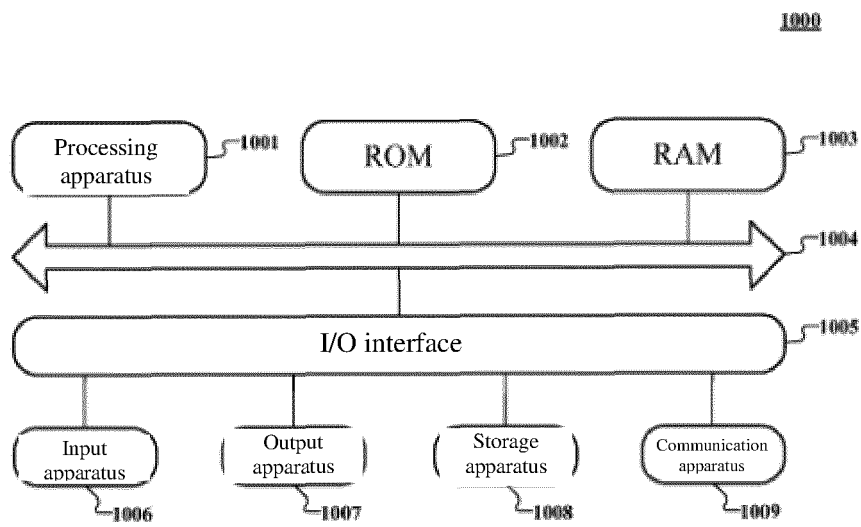 1000
Processing
apparatus
1001
ROM
1002
RAM
1003
1004
I/O interface
1005
Input
apparatus
1006
Output
apparatus
1007
Storage
apparatus
1008
Communication
apparatus
1009